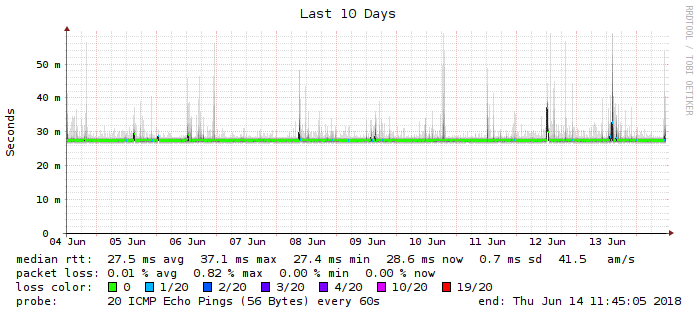 Last 10 Days
RRDTOOL / TOBI OETIKER
Seconds
50 m
40 m
30 m
20 m
10 m
0
04 Jun 05 Jun 06 Jun 07 Jun 08 Jun 09 Jun 10 Jun 11 Jun 12 Jun 13 Jun
median rtt: 27.5 ms avg 37.1 ms max 27.4 ms min 28.6 ms now 0.7 ms sd 41.5 am/s
packet loss: 0.01 % avg 0.82 % max 0.00 % min 0.00 % now
loss color: 0 1/20 2/20 3/20 4/20 10/20 19/20
probe: 20 ICMP Echo Pings (56 Bytes) every 60s end: Thu Jun 14 11:45:05 2018